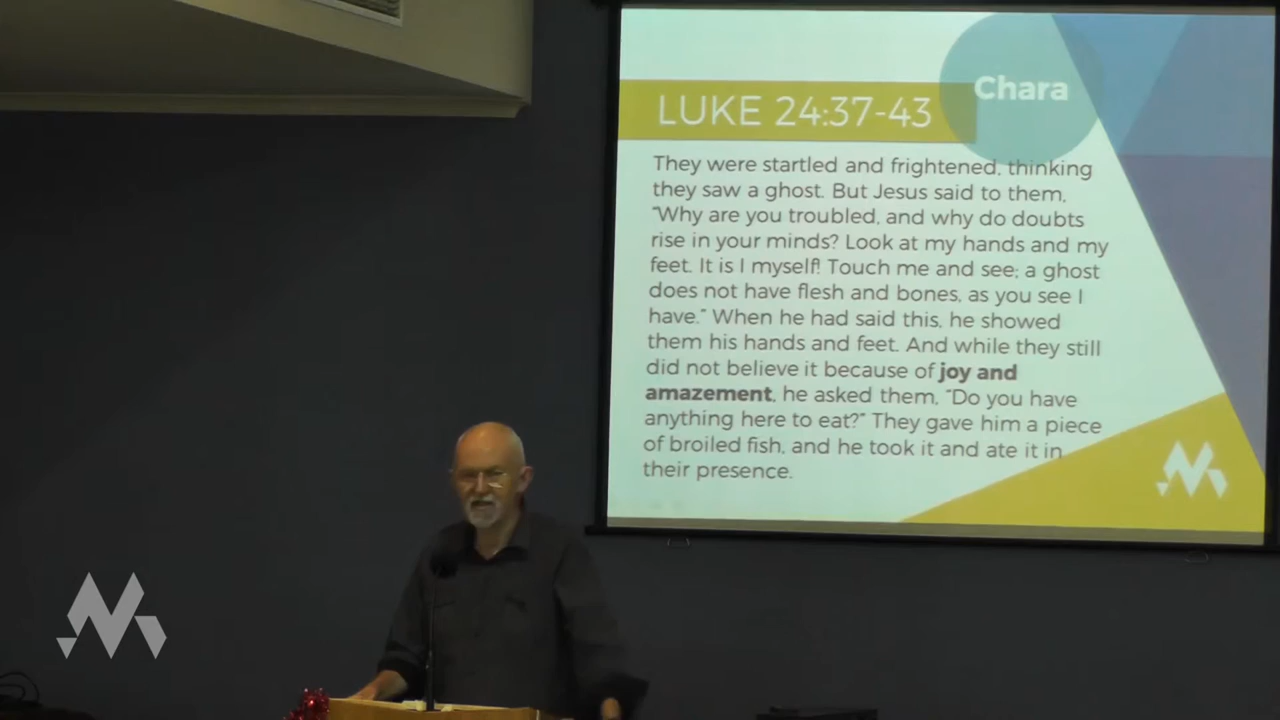 Chara
LUKE 24:37-43
They were startled and frightened, thinking
they saw a ghost. But Jesus said to them,
“Why are you troubled, and why do doubts
rise in your minds? Look at my hands and my
feet. It is I myself! Touch me and see; a ghost
does not have flesh and bones, as you see I
have.” When he had said this, he showed
them his hands and feet. And while they still
did not believe it because of joy and
amazement, he asked them, “Do you have
anything here to eat?” They gave him a piece
of broiled fish, and he took it and ate it in
their presence.